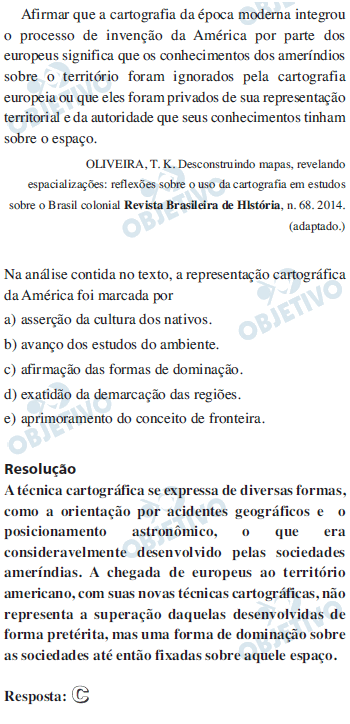 Afirmar que a cartografia da época moderna integrou
o processo de invenção da América por parte dos
europeus significa que os conhecimentos dos ameríndios
sobre o território foram ignorados pela cartografia
europeia ou que eles foram privados de sua representação
territorial e da autoridade que seus conhecimentos tinham
sobre o espaço.
OLIVEIRA, T. K. Desconstruindo mapas, revelando
espacializações: reflexões sobre o uso da cartografia em estudos
sobre o Brasil colonial Revista Brasileira de HIstória, n. 68. 2014.
(adaptado.)
Na análise contida no texto, a representação cartográfica
da América foi marcada por
a) asserção da cultura dos nativos.
b) avanço dos estudos do ambiente.
c) afirmação das formas de dominação.
d) exatidão da demarcação das regiões.
e) aprimoramento do conceito de fronteira.
Resolução
A técnica cartográfica se expressa de diversas formas,
como a orientação por acidentes geográficos e o
posicionamento astronômico, o que era
consideravelmente desenvolvido pelas sociedades
ameríndias. A chegada de europeus ao território
americano, com suas novas técnicas cartográficas, não
representa a superação daquelas desenvolvidas de
forma pretérita, mas uma forma de dominação sobre
as sociedades até então fixadas sobre aquele espaço.
Resposta: C
OBJETIVO
OBJETIVO
OBJETIVO
OBJETIVO
OBJETIVO
OBJETIVO
OBJETIVO
OBJETIVO